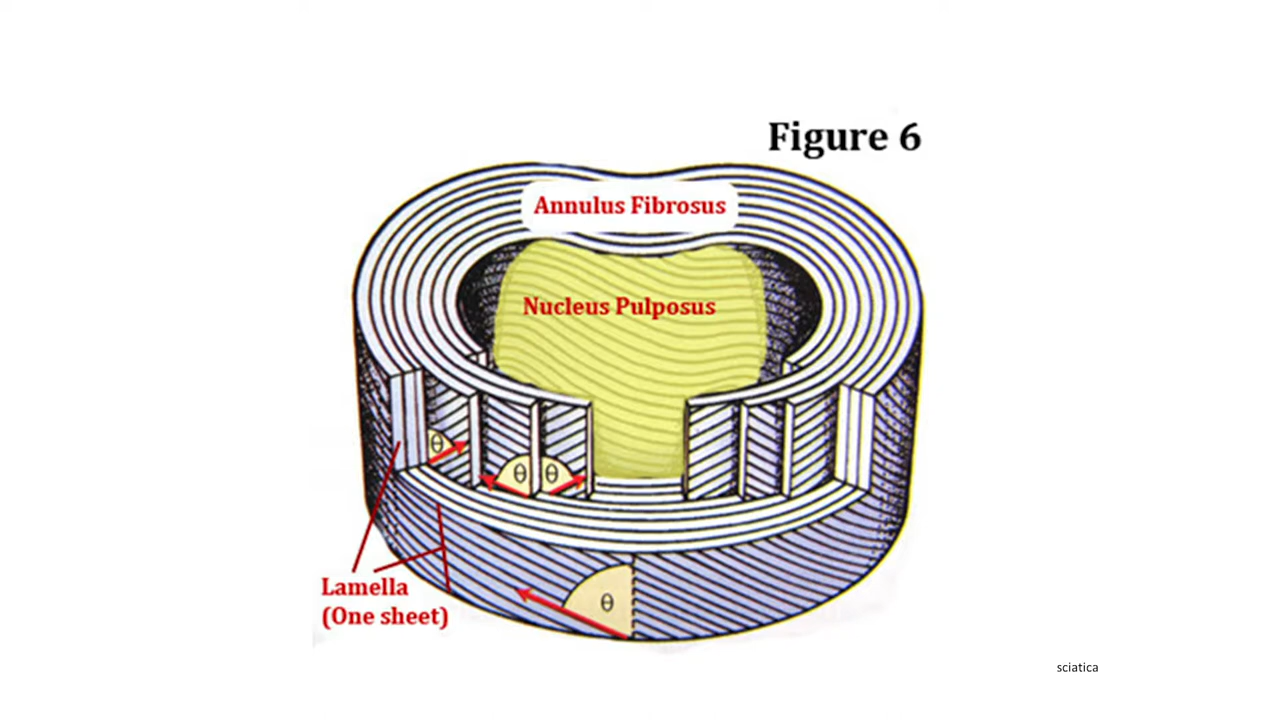 Figure 6
Annulus Fibrosus
Nucleus Pulposus
θ
θ
θ
Lamella
(One sheet)
θ
sciatica